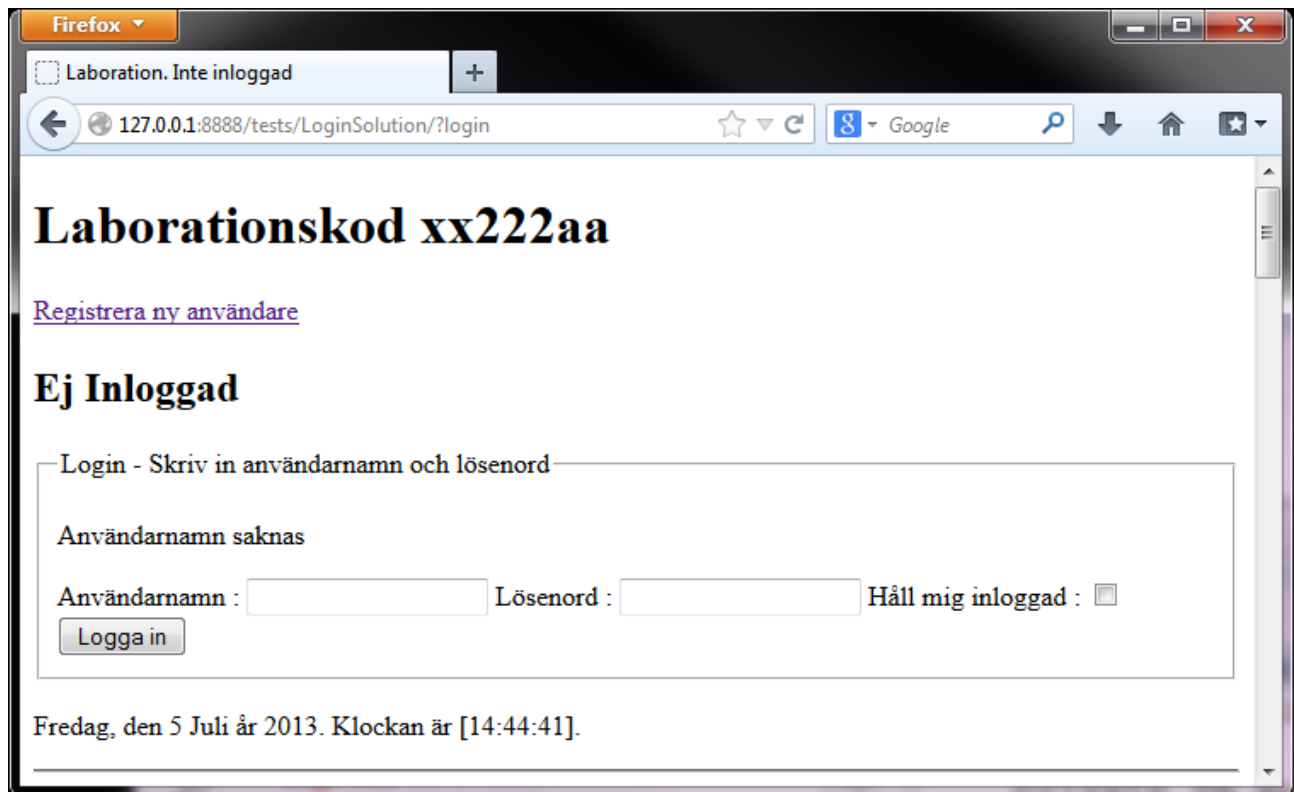 Firefox
Laboration. Inte inloggad
127.0.0.1:8888/tests/LoginSolution/?login
8 Google
Laborationskod xx222aa
Registrera ny användare
Ej Inloggad
Login - Skriv in användarnamn och lösenord
Användarnamn saknas
Användarnamn : Lösenord : Håll mig inloggad :
Logga in
Fredag, den 5 Juli år 2013. Klockan är [14:44:41].